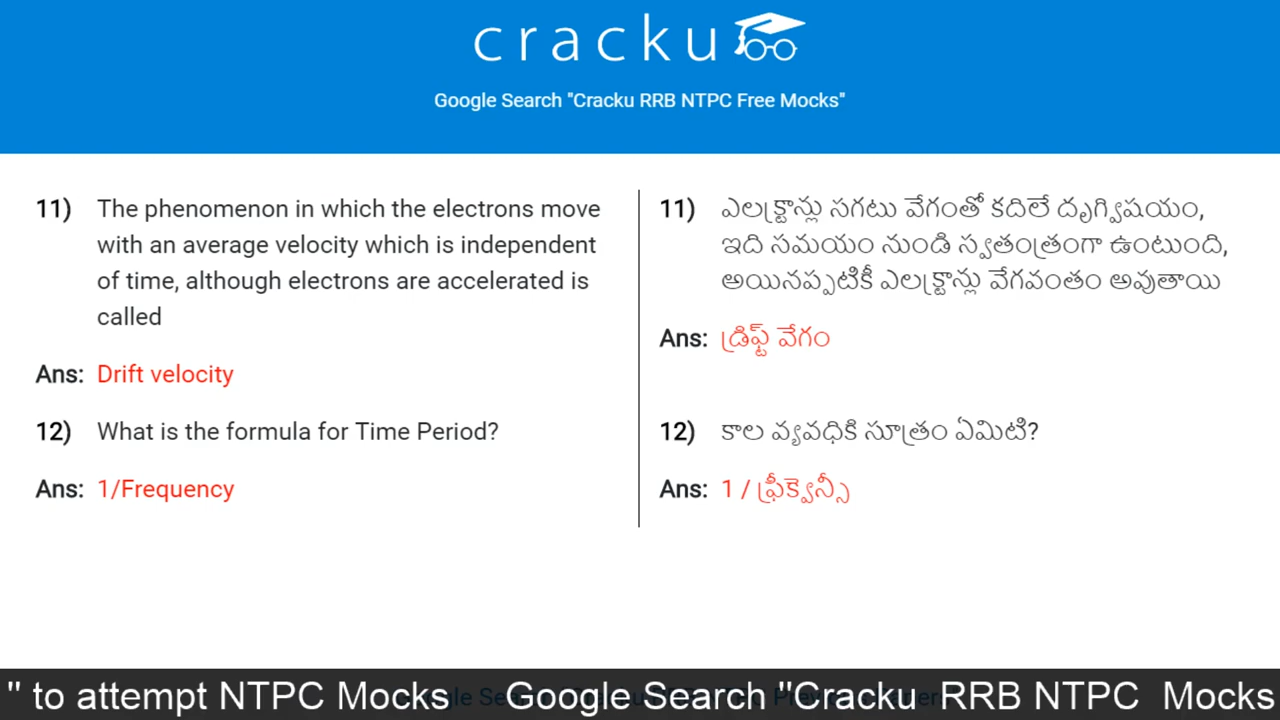 cracku
Google Search "Cracku RRB NTPC Free Mocks"
11) The phenomenon in which the electrons move
with an average velocity which is independent
of time, although electrons are accelerated is
called
Ans: Drift velocity
12) What is the formula for Time Period?
Ans: 1/Frequency
11) ఎలక్ట్రాన్లు సగటు వేగంతో కదిలే దృగ్విషయం,
ఇది సమయం నుండి స్వతంత్రంగా ఉంటుంది,
అయినప్పటికీ ఎలక్ట్రాన్లు వేగవంతం అవుతాయి
Ans: డ్రిఫ్ట్ వేగం
12) కాల వ్యవధికి సూత్రం ఏమిటి?
Ans: 1 / ఫ్రీక్వెన్సీ
" to attempt NTPC Mocks Google Search "Cracku RRB NTPC Mocks